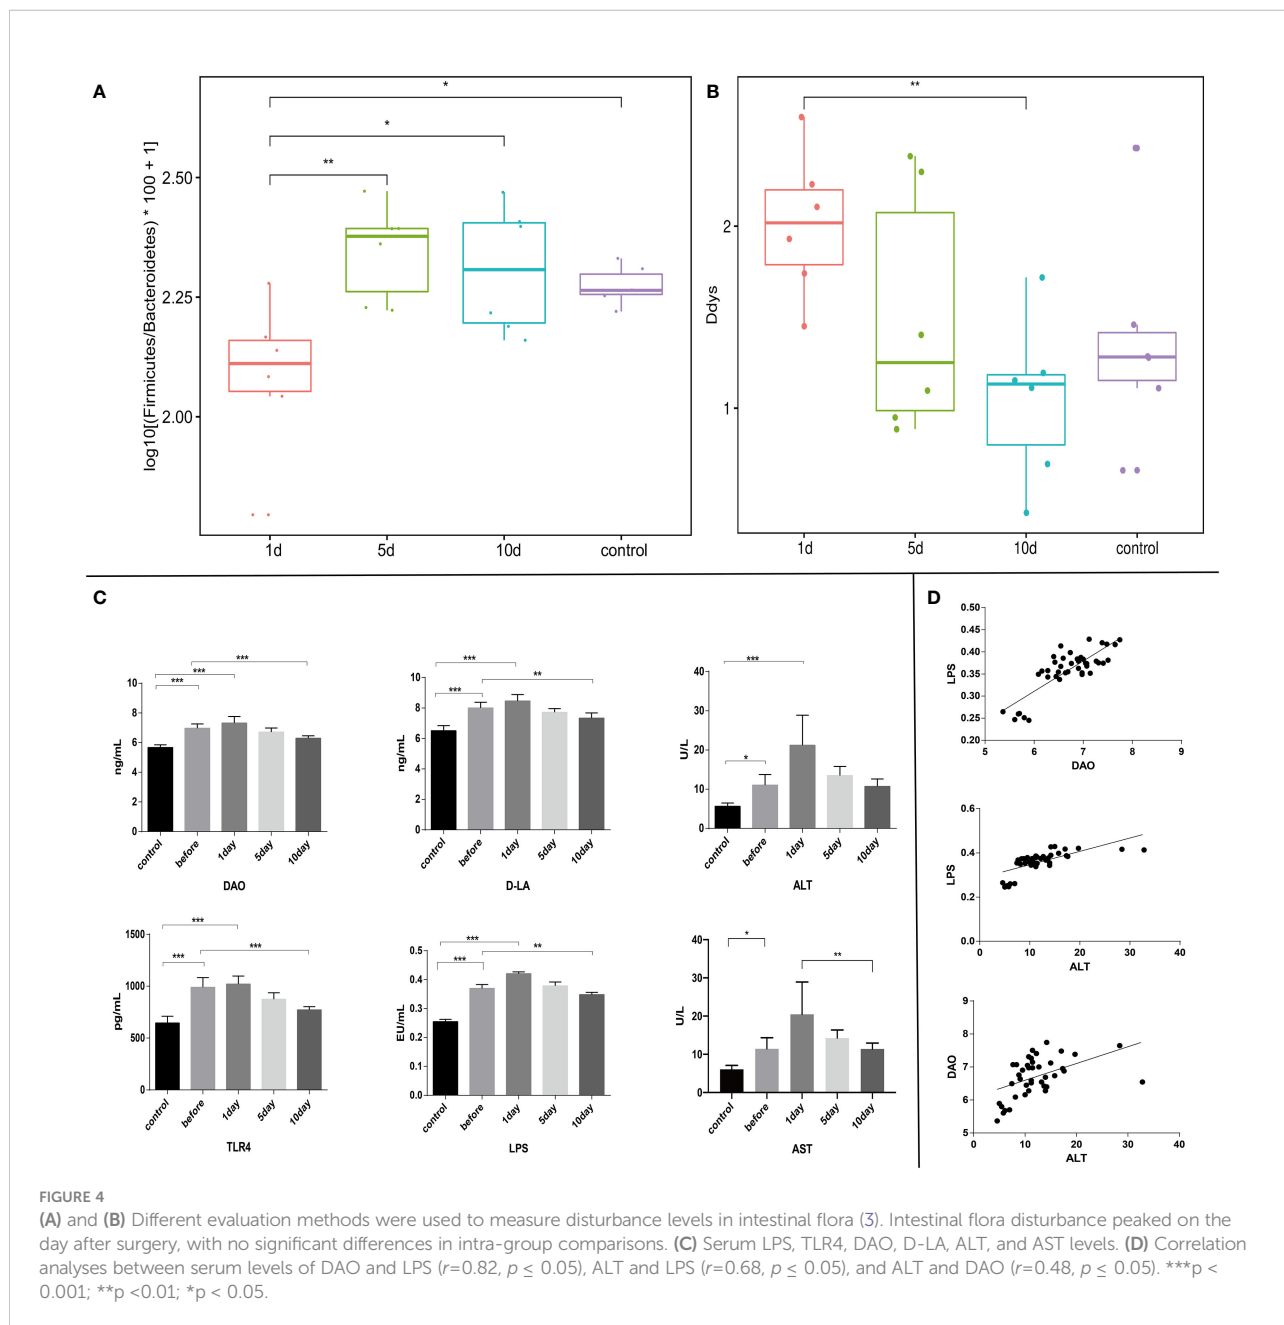 A
B
*
*
**
**
log10[(Firmicutes/Bacteroidetes) * 100 + 1]
2.50
2.25
2.00
1d
5d
10d
control
Ddys
2
1
1d
5d
10d
control
C
D
***
***
***
ng/mL
10
8
6
4
2
0
control
before
1day
5day
10day
DAO
***
**
***
ng/mL
10
8
6
4
2
0
control
before
1day
5day
10day
D-LA
***
*
U/L
40
30
20
10
0
control
before
1day
5day
10day
ALT
***
***
***
pg/mL
1500
1000
500
0
control
before
1day
5day
10day
TLR4
***
**
***
EU/mL
0.5
0.4
0.3
0.2
0.1
0.0
control
before
1day
5day
10day
LPS
*
**
U/L
40
30
20
10
0
control
before
1day
5day
10day
AST
LPS
0.50
0.45
0.40
0.35
0.30
0.25
0.20
5
6
7
8
9
DAO
LPS
0.6
0.4
0.2
0.0
0
10
20
30
40
ALT
DAO
9
8
7
6
5
0
10
20
30
40
ALT
FIGURE 4
(A) and (B) Different evaluation methods were used to measure disturbance levels in intestinal flora (3). Intestinal flora disturbance peaked on the
day after surgery, with no significant differences in intra-group comparisons. (C) Serum LPS, TLR4, DAO, D-LA, ALT, and AST levels. (D) Correlation
analyses between serum levels of DAO and LPS (r=0.82, p ≤ 0.05), ALT and LPS (r=0.68, p ≤ 0.05), and ALT and DAO (r=0.48, p ≤ 0.05). ***p <
0.001; **p <0.01; *p < 0.05.